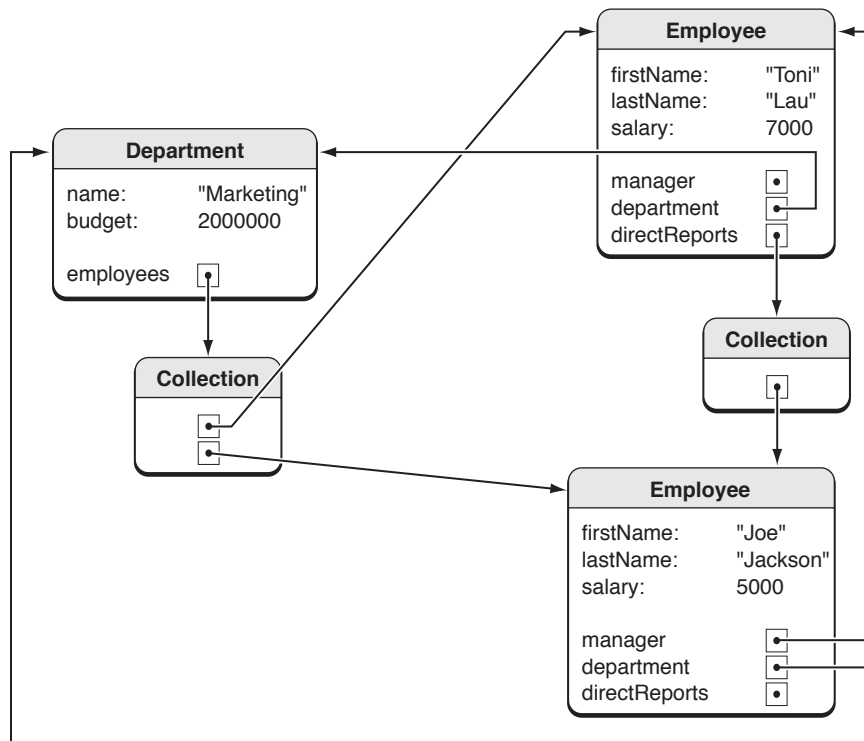 Employee
firstName: "Toni"
lastName: "Lau"
salary: 7000
manager
department
directReports
Department
name: "Marketing"
budget: 2000000
employees
Collection
Collection
Employee
firstName: "Joe"
lastName: "Jackson"
salary: 5000
manager
department
directReports